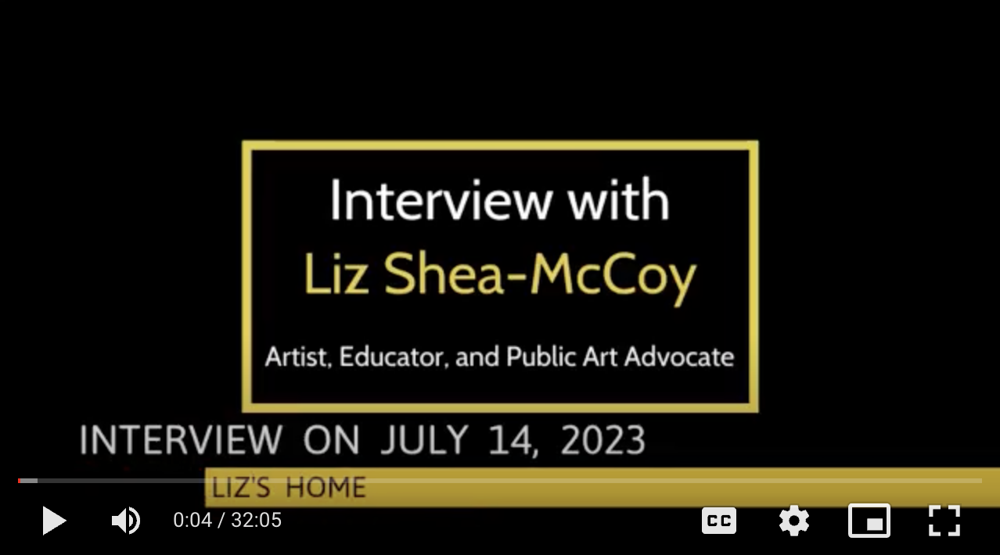 Interview with
Liz Shea-McCoy
Artist, Educator, and Public Art Advocate
INTERVIEW ON JULY 14, 2023
LIZ'S HOME
0:04 / 32:05
CC